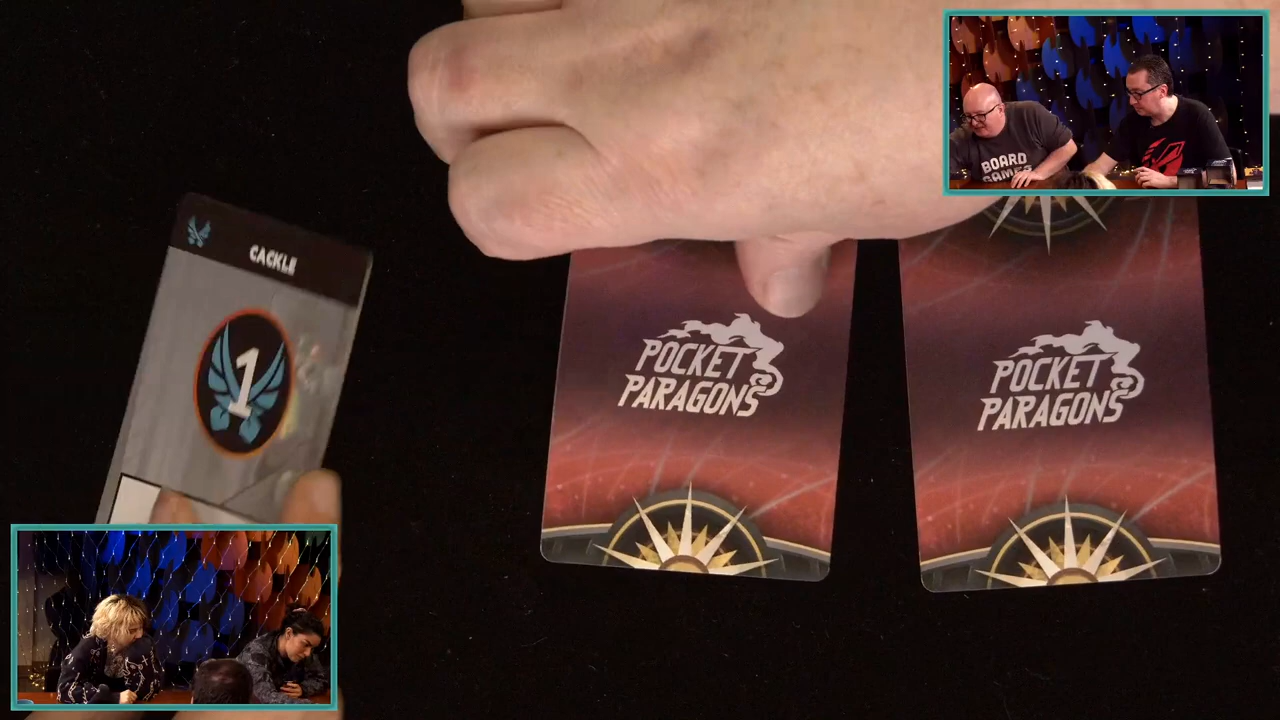 CACKLE
1
POCKET
PARAGONS
POCKET
PARAGONS
BOARD
GAMES